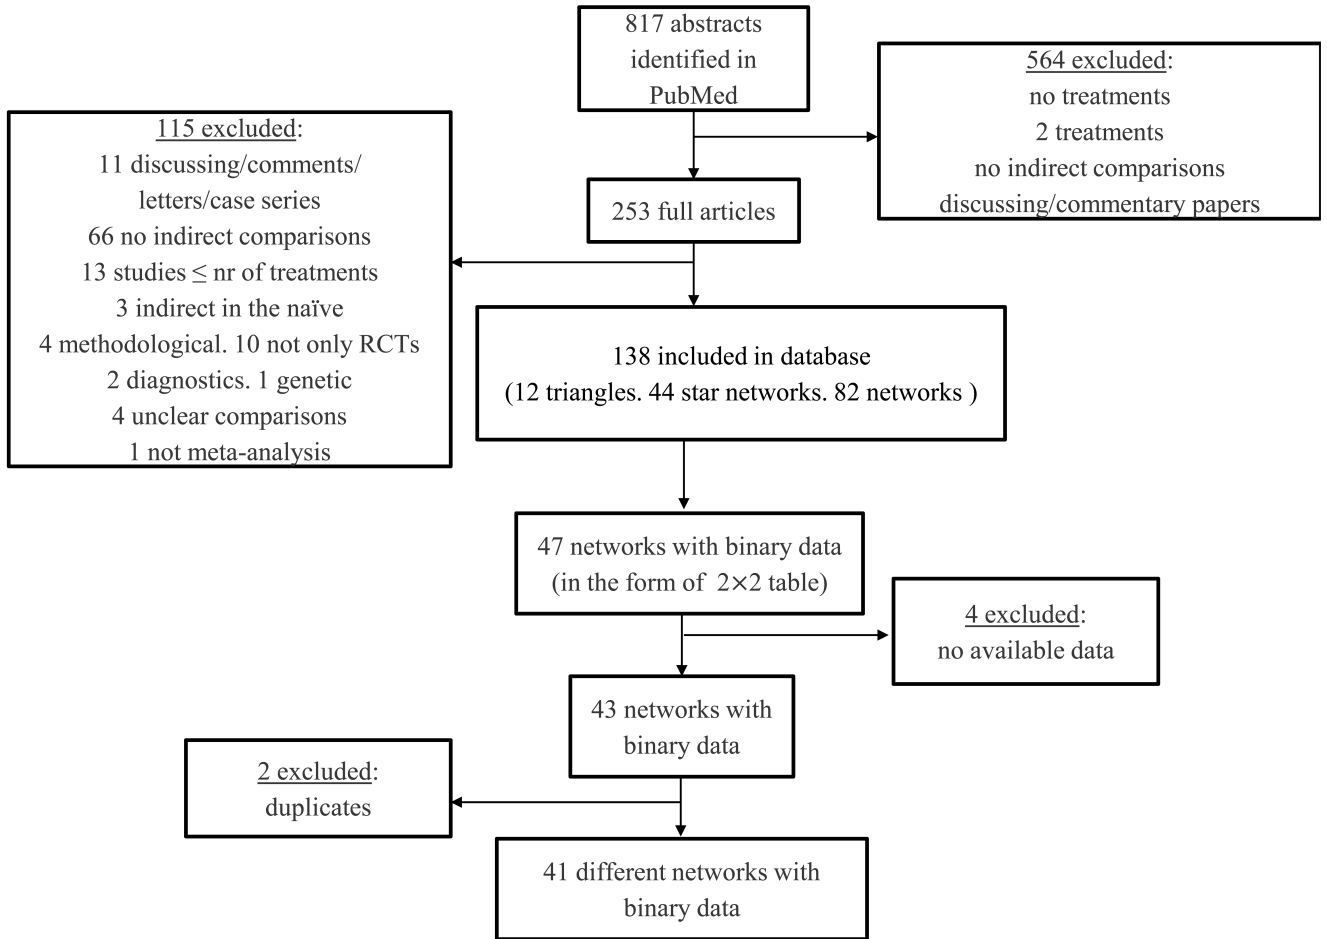 817 abstracts
identified in
PubMed
564 excluded:
no treatments
2 treatments
no indirect comparisons
discussing/commentary papers
253 full articles
115 excluded:
11 discussing/comments/
letters/case series
66 no indirect comparisons
13 studies ≤ nr of treatments
3 indirect in the naïve
4 methodological. 10 not only RCTs
2 diagnostics. 1 genetic
4 unclear comparisons
1 not meta-analysis
138 included in database
(12 triangles. 44 star networks. 82 networks )
47 networks with binary data
(in the form of 2×2 table)
4 excluded:
no available data
43 networks with
binary data
2 excluded:
duplicates
41 different networks with
binary data